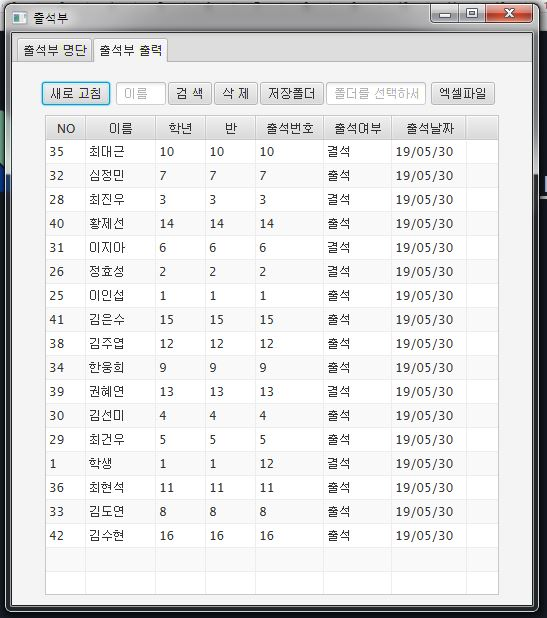 출석부
출석부 명단 출석부 출력
새로 고침 이름 검 색 삭 제 저장폴더 폴더를 선택하세 엑셀파일
NO 이름 학년 반 출석번호 출석여부 출석날짜
35 최대근 10 10 10 결석 19/05/30
32 심정민 7 7 7 출석 19/05/30
28 최진우 3 3 3 결석 19/05/30
40 황제선 14 14 14 출석 19/05/30
31 이지아 6 6 6 출석 19/05/30
26 정효성 2 2 2 결석 19/05/30
25 이인섭 1 1 1 출석 19/05/30
41 김은수 15 15 15 출석 19/05/30
38 김주엽 12 12 12 출석 19/05/30
34 한웅희 9 9 9 출석 19/05/30
39 권혜연 13 13 13 출석 19/05/30
30 김선미 4 4 4 출석 19/05/30
29 최건우 5 5 5 출석 19/05/30
1 학생 1 1 12 결석 19/05/30
36 최현석 11 11 11 출석 19/05/30
33 김도연 8 8 8 출석 19/05/30
42 김수현 16 16 16 출석 19/05/30